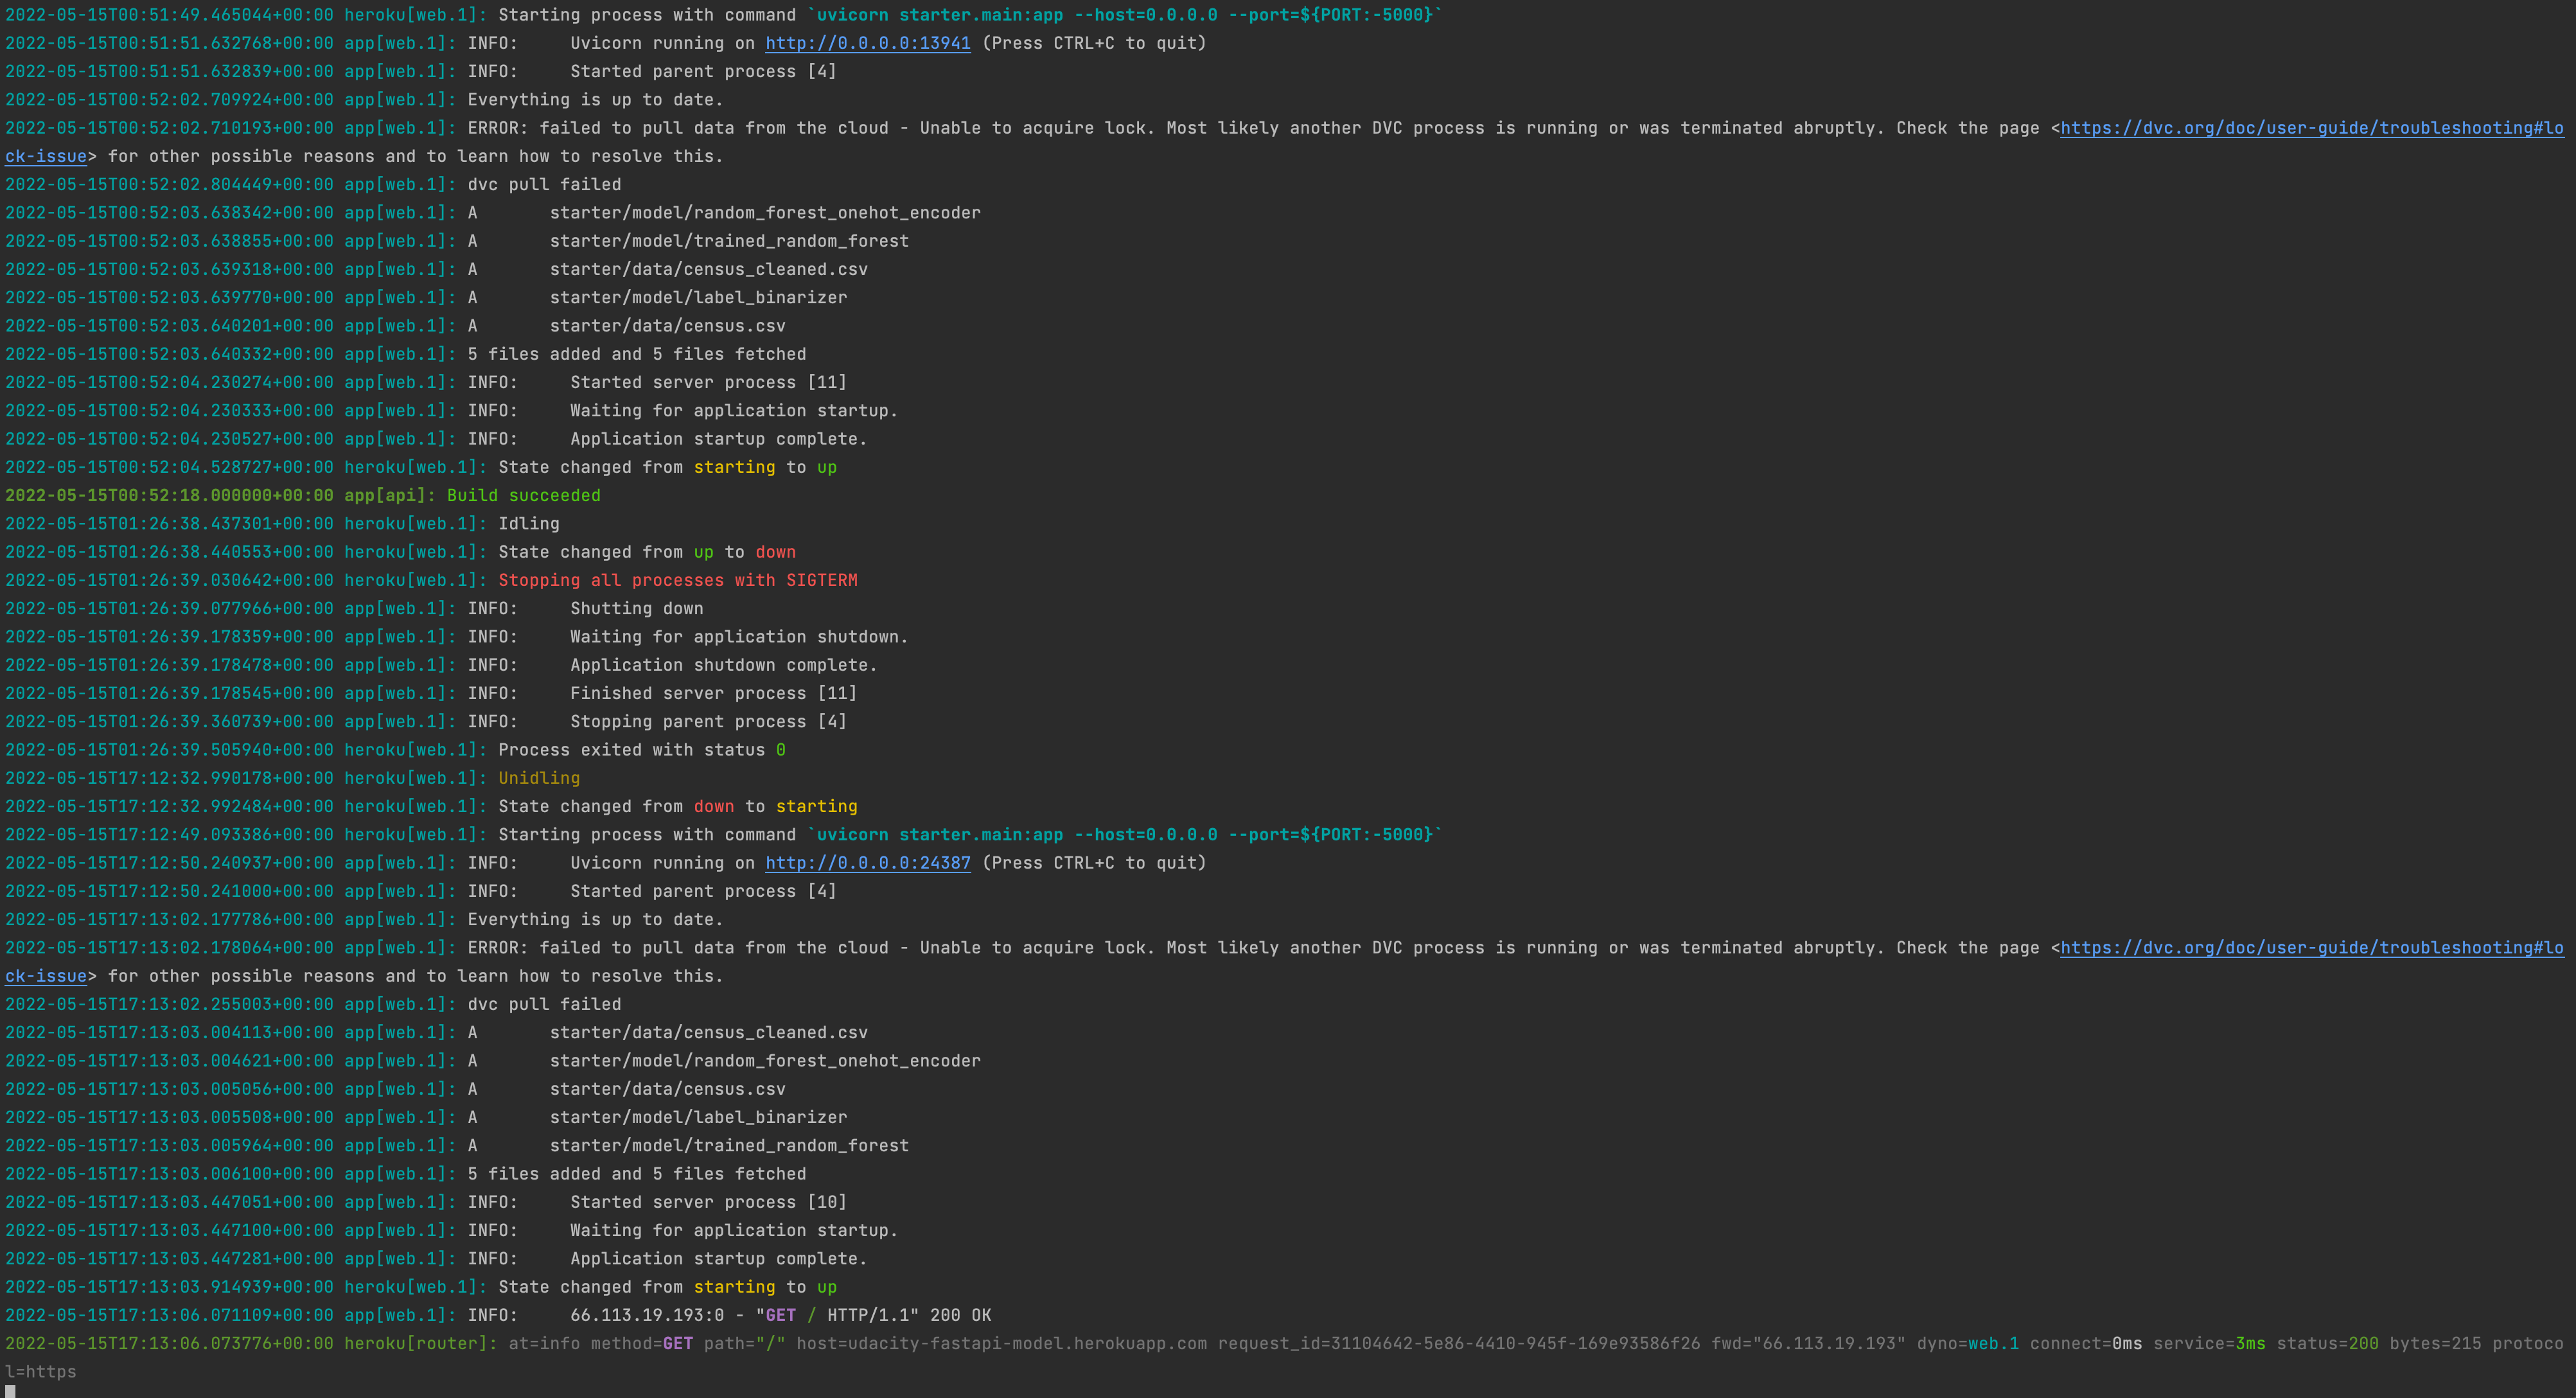 2022-05-15T00:51:49.465044+00:00 heroku[web.1]: Starting process with command `uvicorn starter.main:app --host=0.0.0.0 --port=${PORT:-5000}`
2022-05-15T00:51:51.632768+00:00 app[web.1]: INFO:     Uvicorn running on http://0.0.0.0:13941 (Press CTRL+C to quit)
2022-05-15T00:51:51.632839+00:00 app[web.1]: INFO:     Started parent process [4]
2022-05-15T00:52:02.709924+00:00 app[web.1]: Everything is up to date.
2022-05-15T00:52:02.710193+00:00 app[web.1]: ERROR: failed to pull data from the cloud - Unable to acquire lock. Most likely another DVC process is running or was terminated abruptly. Check the page <https://dvc.org/doc/user-guide/troubleshooting#lo
ck-issue> for other possible reasons and to learn how to resolve this.
2022-05-15T00:52:02.804449+00:00 app[web.1]: dvc pull failed
2022-05-15T00:52:03.638342+00:00 app[web.1]: A       starter/model/random_forest_onehot_encoder
2022-05-15T00:52:03.638855+00:00 app[web.1]: A       starter/model/trained_random_forest
2022-05-15T00:52:03.639318+00:00 app[web.1]: A       starter/data/census_cleaned.csv
2022-05-15T00:52:03.639770+00:00 app[web.1]: A       starter/model/label_binarizer
2022-05-15T00:52:03.640201+00:00 app[web.1]: A       starter/data/census.csv
2022-05-15T00:52:03.640332+00:00 app[web.1]: 5 files added and 5 files fetched
2022-05-15T00:52:04.230274+00:00 app[web.1]: INFO:     Started server process [11]
2022-05-15T00:52:04.230333+00:00 app[web.1]: INFO:     Waiting for application startup.
2022-05-15T00:52:04.230527+00:00 app[web.1]: INFO:     Application startup complete.
2022-05-15T00:52:04.528727+00:00 heroku[web.1]: State changed from starting to up
2022-05-15T00:52:18.000000+00:00 app[api]: Build succeeded
2022-05-15T01:26:38.437301+00:00 heroku[web.1]: Idling
2022-05-15T01:26:38.440553+00:00 heroku[web.1]: State changed from up to down
2022-05-15T01:26:39.030642+00:00 heroku[web.1]: Stopping all processes with SIGTERM
2022-05-15T01:26:39.077966+00:00 app[web.1]: INFO:     Shutting down
2022-05-15T01:26:39.178359+00:00 app[web.1]: INFO:     Waiting for application shutdown.
2022-05-15T01:26:39.178478+00:00 app[web.1]: INFO:     Application shutdown complete.
2022-05-15T01:26:39.178545+00:00 app[web.1]: INFO:     Finished server process [11]
2022-05-15T01:26:39.360739+00:00 app[web.1]: INFO:     Stopping parent process [4]
2022-05-15T01:26:39.505940+00:00 heroku[web.1]: Process exited with status 0
2022-05-15T17:12:32.990178+00:00 heroku[web.1]: Unidling
2022-05-15T17:12:32.992484+00:00 heroku[web.1]: State changed from down to starting
2022-05-15T17:12:49.093386+00:00 heroku[web.1]: Starting process with command `uvicorn starter.main:app --host=0.0.0.0 --port=${PORT:-5000}`
2022-05-15T17:12:50.240937+00:00 app[web.1]: INFO:     Uvicorn running on http://0.0.0.0:24387 (Press CTRL+C to quit)
2022-05-15T17:12:50.241000+00:00 app[web.1]: INFO:     Started parent process [4]
2022-05-15T17:13:02.177786+00:00 app[web.1]: Everything is up to date.
2022-05-15T17:13:02.178064+00:00 app[web.1]: ERROR: failed to pull data from the cloud - Unable to acquire lock. Most likely another DVC process is running or was terminated abruptly. Check the page <https://dvc.org/doc/user-guide/troubleshooting#lo
ck-issue> for other possible reasons and to learn how to resolve this.
2022-05-15T17:13:02.255003+00:00 app[web.1]: dvc pull failed
2022-05-15T17:13:03.004113+00:00 app[web.1]: A       starter/data/census_cleaned.csv
2022-05-15T17:13:03.004621+00:00 app[web.1]: A       starter/model/random_forest_onehot_encoder
2022-05-15T17:13:03.005056+00:00 app[web.1]: A       starter/data/census.csv
2022-05-15T17:13:03.005508+00:00 app[web.1]: A       starter/model/label_binarizer
2022-05-15T17:13:03.005964+00:00 app[web.1]: A       starter/model/trained_random_forest
2022-05-15T17:13:03.006100+00:00 app[web.1]: 5 files added and 5 files fetched
2022-05-15T17:13:03.447051+00:00 app[web.1]: INFO:     Started server process [10]
2022-05-15T17:13:03.447100+00:00 app[web.1]: INFO:     Waiting for application startup.
2022-05-15T17:13:03.447281+00:00 app[web.1]: INFO:     Application startup complete.
2022-05-15T17:13:03.914939+00:00 heroku[web.1]: State changed from starting to up
2022-05-15T17:13:06.071109+00:00 app[web.1]: INFO:     66.113.19.193:0 - "GET / HTTP/1.1" 200 OK
2022-05-15T17:13:06.073776+00:00 heroku[router]: at=info method=GET path="/" host=udacity-fastapi-model.herokuapp.com request_id=31104642-5e86-4410-945f-169e93586f26 fwd="66.113.19.193" dyno=web.1 connect=0ms service=3ms status=200 bytes=215 protoco
l=https